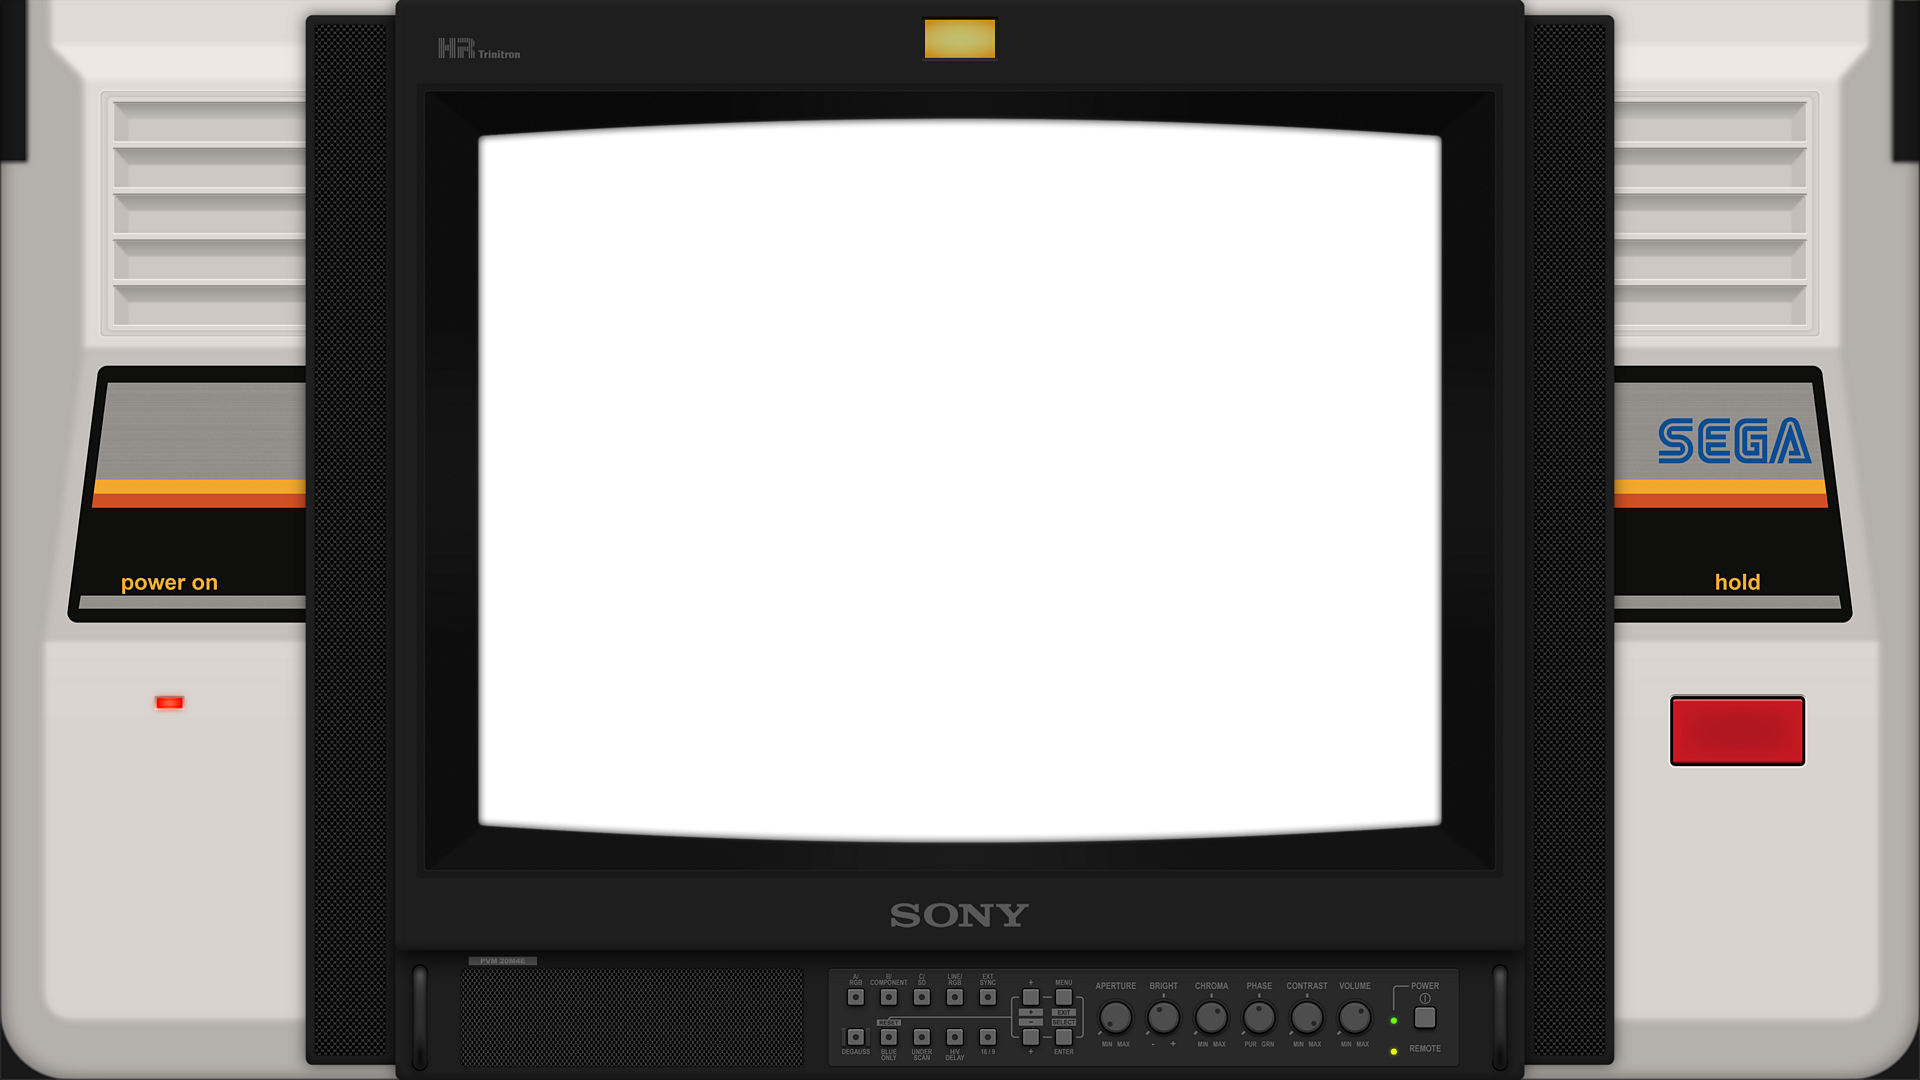 HR Trinitron
SEGA
power on
hold
SONY
PVM 20M4E
A/
RGB
B/
COMPONENT
C/
SD
LINE/
RGB
EXT
SYNC
+
MENU
+
EXIT
−
SELECT
RESET
DEGAUSS
BLUE
ONLY
UNDER
SCAN
H/V
DELAY
16 / 9
+
ENTER
APERTURE
BRIGHT
CHROMA
PHASE
CONTRAST
VOLUME
MIN MAX
- +
MIN MAX
PUR GRN
MIN MAX
MIN MAX
POWER
REMOTE